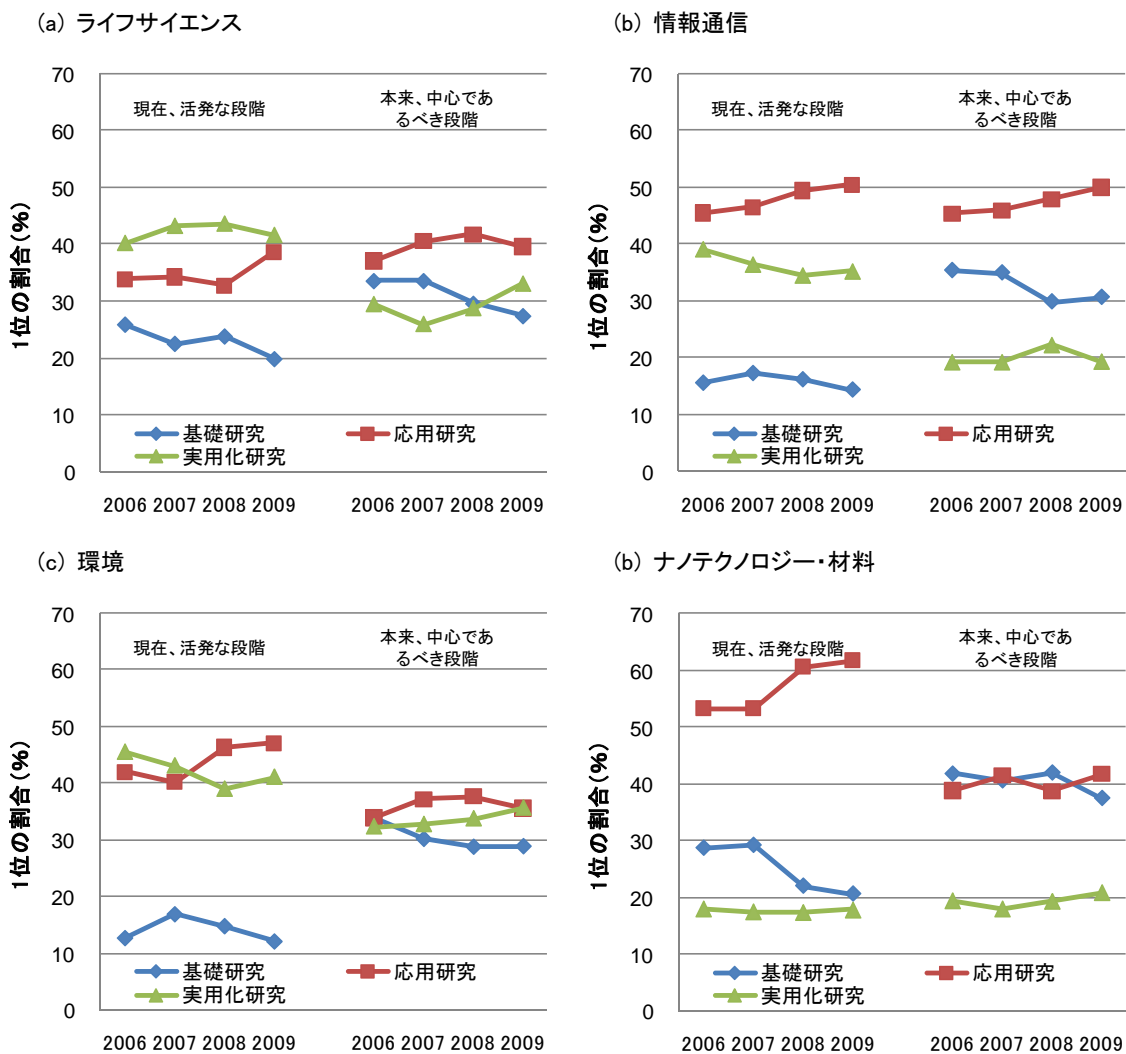 (a) ライフサイエンス
1位の割合(%)
70
60
50
40
30
20
10
0
現在、活発な段階
本来、中心であ
るべき段階
基礎研究
応用研究
実用化研究
2006 2007 2008 2009
2006 2007 2008 2009
(b) 情報通信
1位の割合(%)
70
60
50
40
30
20
10
0
現在、活発な段階
本来、中心であ
るべき段階
基礎研究
応用研究
実用化研究
2006 2007 2008 2009
2006 2007 2008 2009
(c) 環境
1位の割合(%)
70
60
50
40
30
20
10
0
現在、活発な段階
本来、中心であ
るべき段階
基礎研究
応用研究
実用化研究
2006 2007 2008 2009
2006 2007 2008 2009
(b) ナノテクノロジー・材料
1位の割合(%)
70
60
50
40
30
20
10
0
現在、活発な段階
本来、中心であ
るべき段階
基礎研究
応用研究
実用化研究
2006 2007 2008 2009
2006 2007 2008 2009